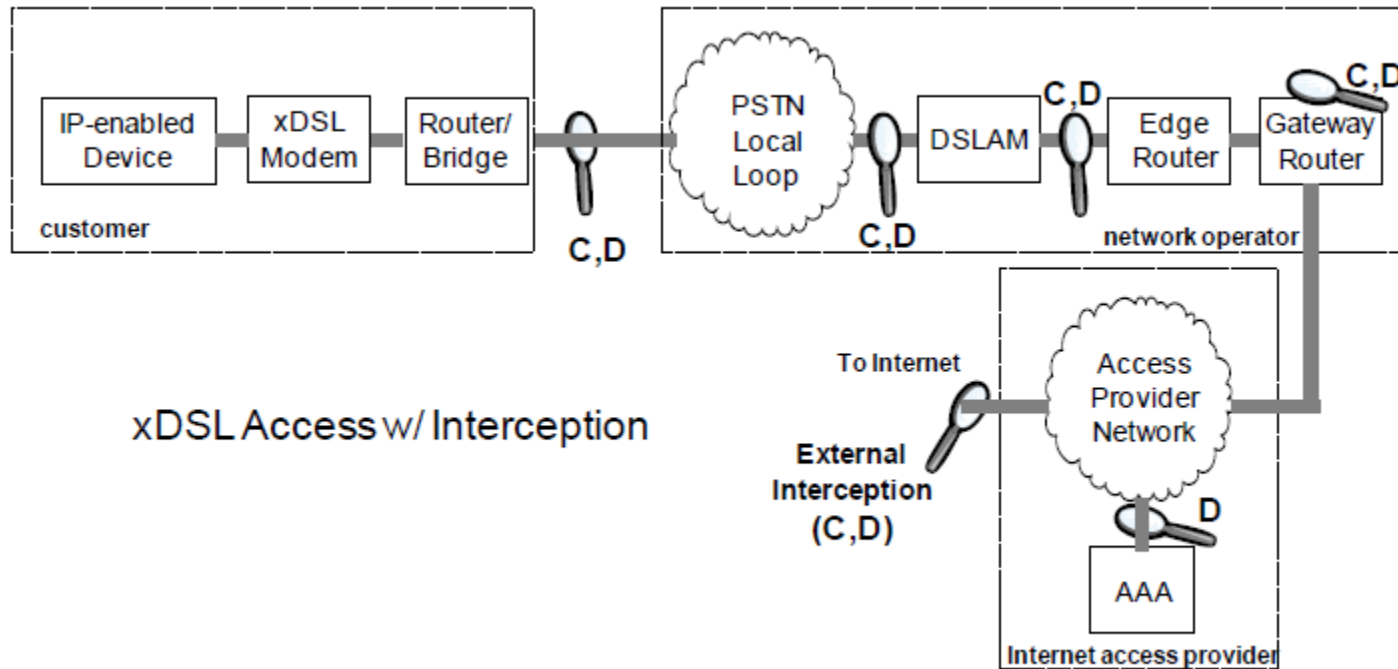 IP-enabled
Device
xDSL
Modem
Router/
Bridge
customer
C,D
PSTN
Local
Loop
C,D
DSLAM
C,D
Edge
Router
C,D
Gateway
Router
network operator
To Internet
Access
Provider
Network
xDSL Access w/ Interception
External
Interception
(C,D)
D
AAA
Internet access provider